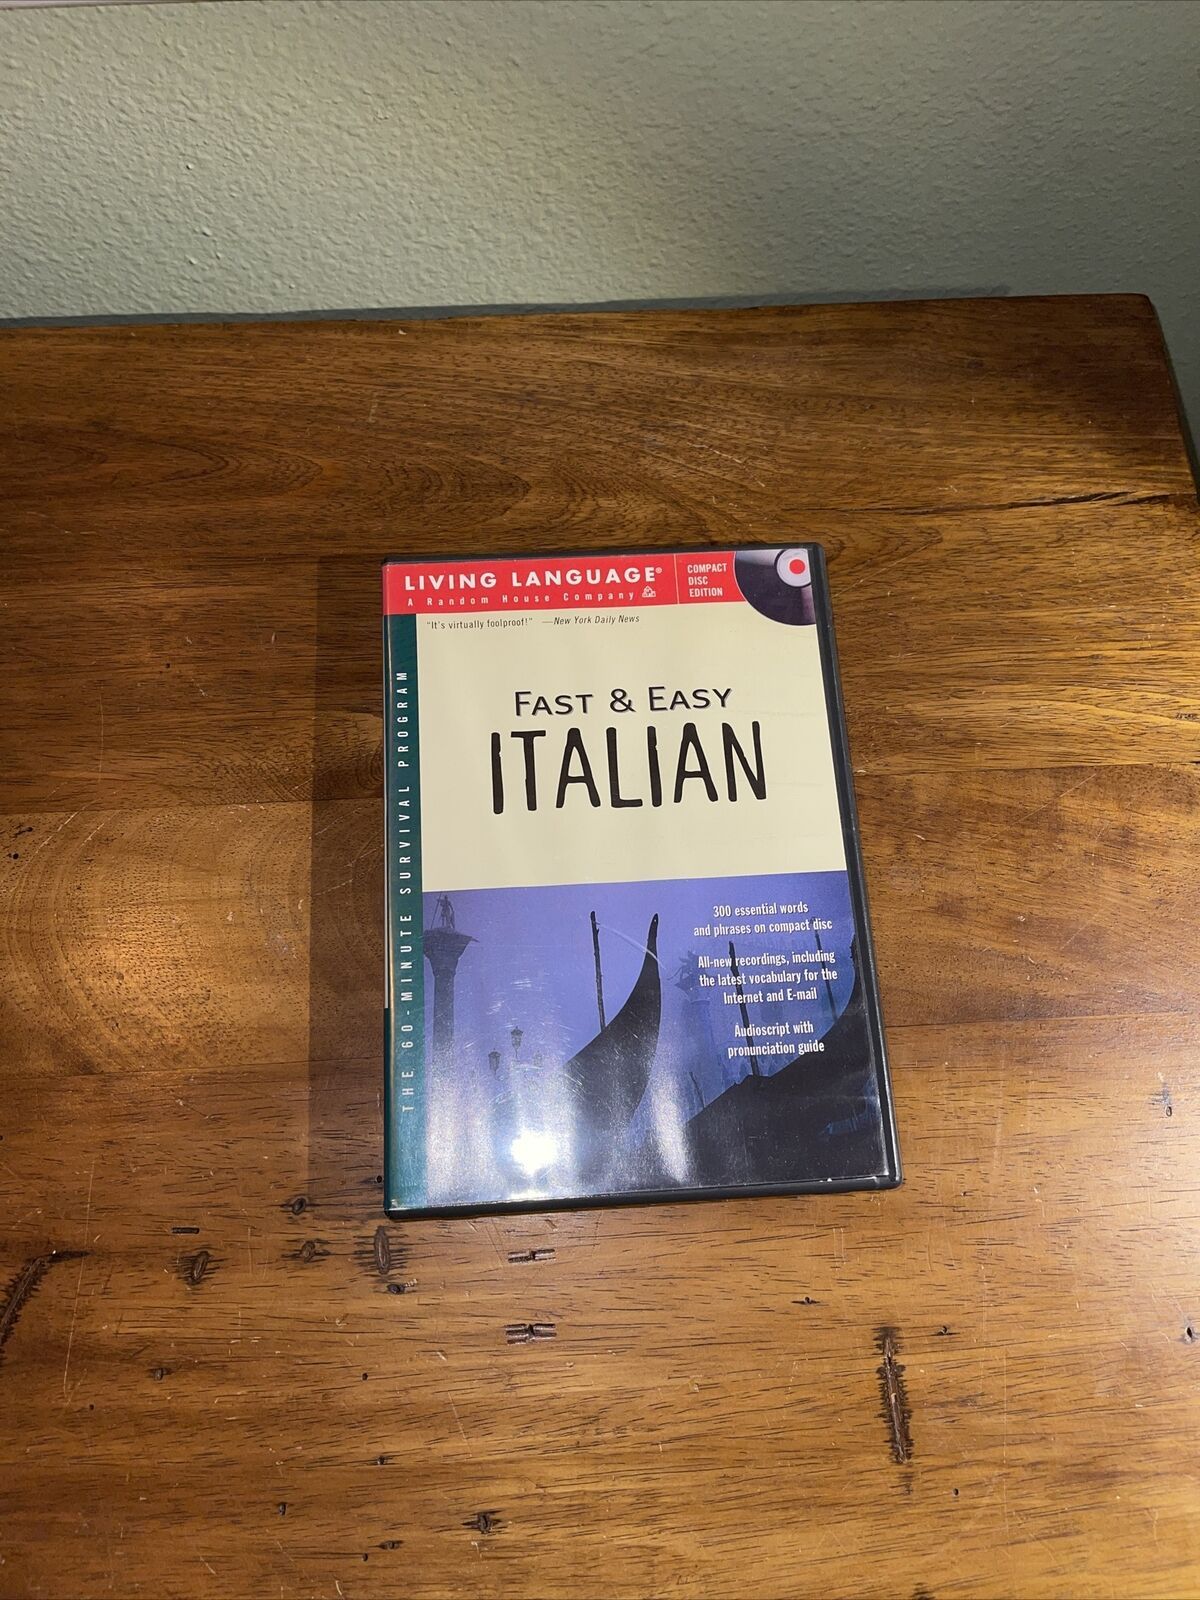 LIVING LANGUAGE®
A Random House Company
COMPACT
DISC
EDITION
"It's virtually foolproof!" —New York Daily News
THE 60-MINUTE SURVIVAL PROGRAM
FAST & EASY
ITALIAN
300 essential words
and phrases on compact disc
All-new recordings, including
the latest vocabulary for the
Internet and E-mail
Audioscript with
pronunciation guide